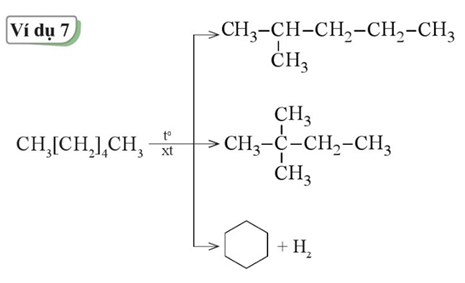 Ví dụ 7
CH₃–CH–CH₂–CH₂–CH₃
CH₃
CH₃[CH₂]₄CH₃
t°
xt
CH₃
CH₃–C–CH₂–CH₃
CH₃
+ H₂